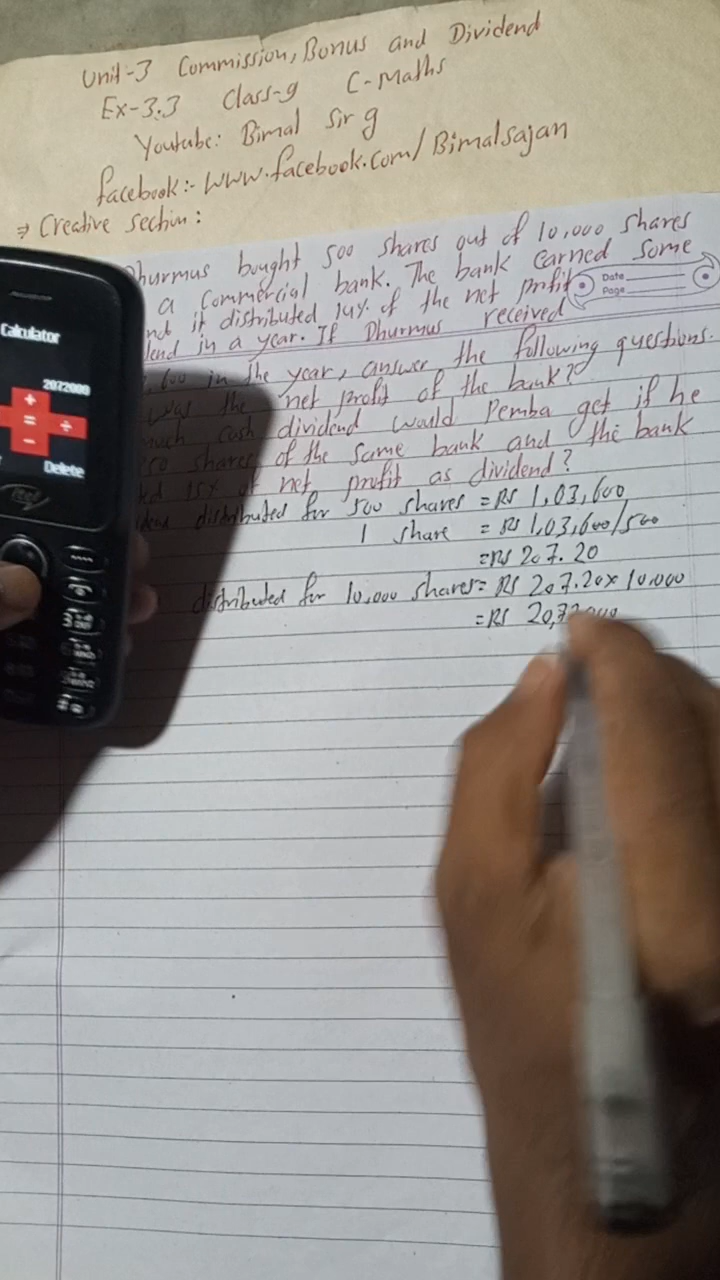 Unit-3 Commission, Bonus and Dividend
Ex-3.3 Class-9 C-Maths
Youtube: Bimal Sir g
facebook:- www.facebook.com/Bimalsajan
⇒ Creative section:
Dhurmus bought 500 shares out of 10,000 shares
a commercial bank. The bank earned some
it distributed 14% of the net profit
Date
Page
in a year. If Dhurmus received
in the year, answer the following questions.
was the net profit of the bank?
cash dividend would Pemba get if he
shares of the same bank and the bank
15% of net profit as dividend?
distributed for 500 shares = Rs 1,03,600
1 share = Rs 1,03,600/500
= Rs 207.20
distributed for 10,000 shares = Rs 207.20 × 10,000
= Rs
Calculator
2072000
+
=
÷
-
Delete
itel